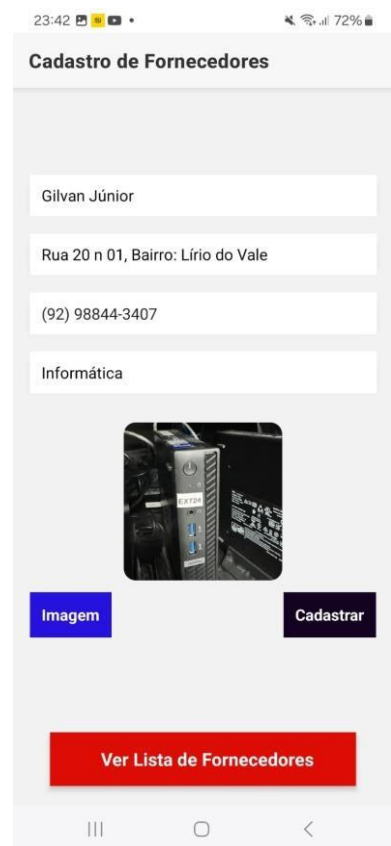 23:42
72%
Cadastro de Fornecedores
Gilvan Júnior
Rua 20 n 01, Bairro: Lírio do Vale
(92) 98844-3407
Informática
EXT24
Imagem
Cadastrar
Ver Lista de Fornecedores